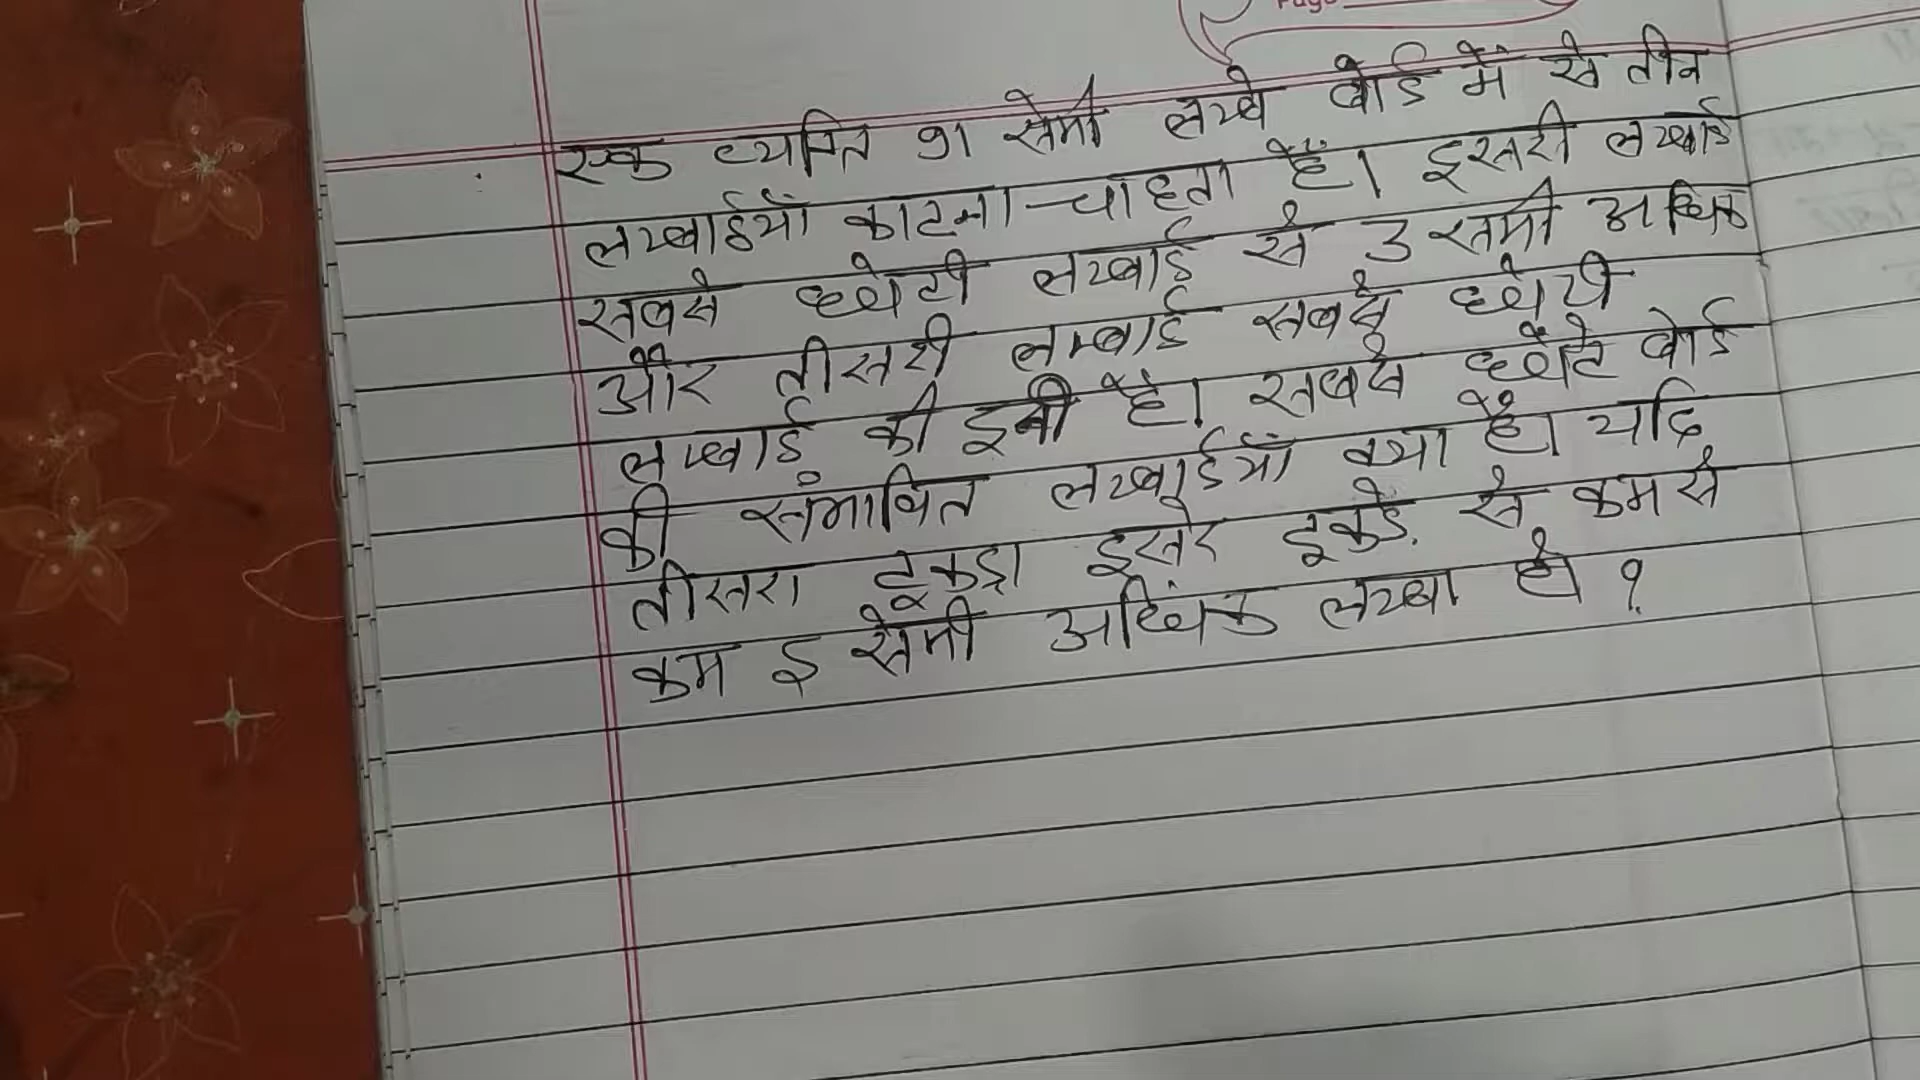 Page
एक व्यक्ति 91 सेमी लम्बे बोर्ड में से तीन
लम्बाईयाँ काटना चाहता हैं। दूसरी लम्बाई
सबसे छोटी लम्बाई से 3 सेमी अधिक
और तीसरी लम्बाई सबसे छोटी
लम्बाई की दूनी है। सबसे छोटे बोर्ड
की संभावित लम्बाईयाँ क्या है। यदि
तीसरा टूकड़ा दूसरे टूकड़े से कम से
कम 5 सेमी अधिक लम्बा हो ?